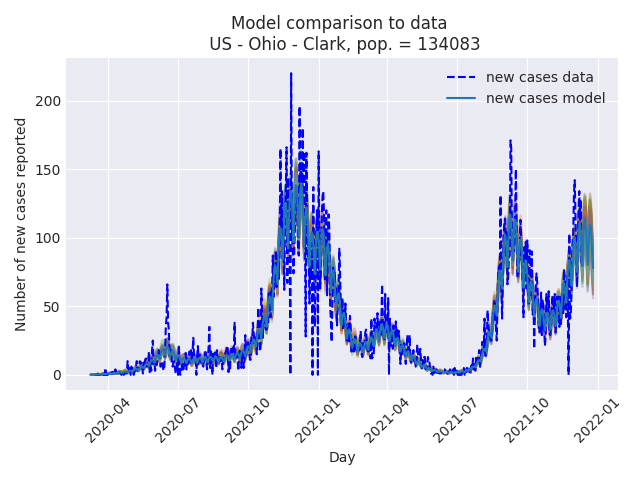 Model comparison to data
US - Ohio - Clark, pop. = 134083
new cases data
new cases model
Number of new cases reported
200
150
100
50
0
2020-04
2020-07
2020-10
2021-01
2021-04
2021-07
2021-10
2022-01
Day